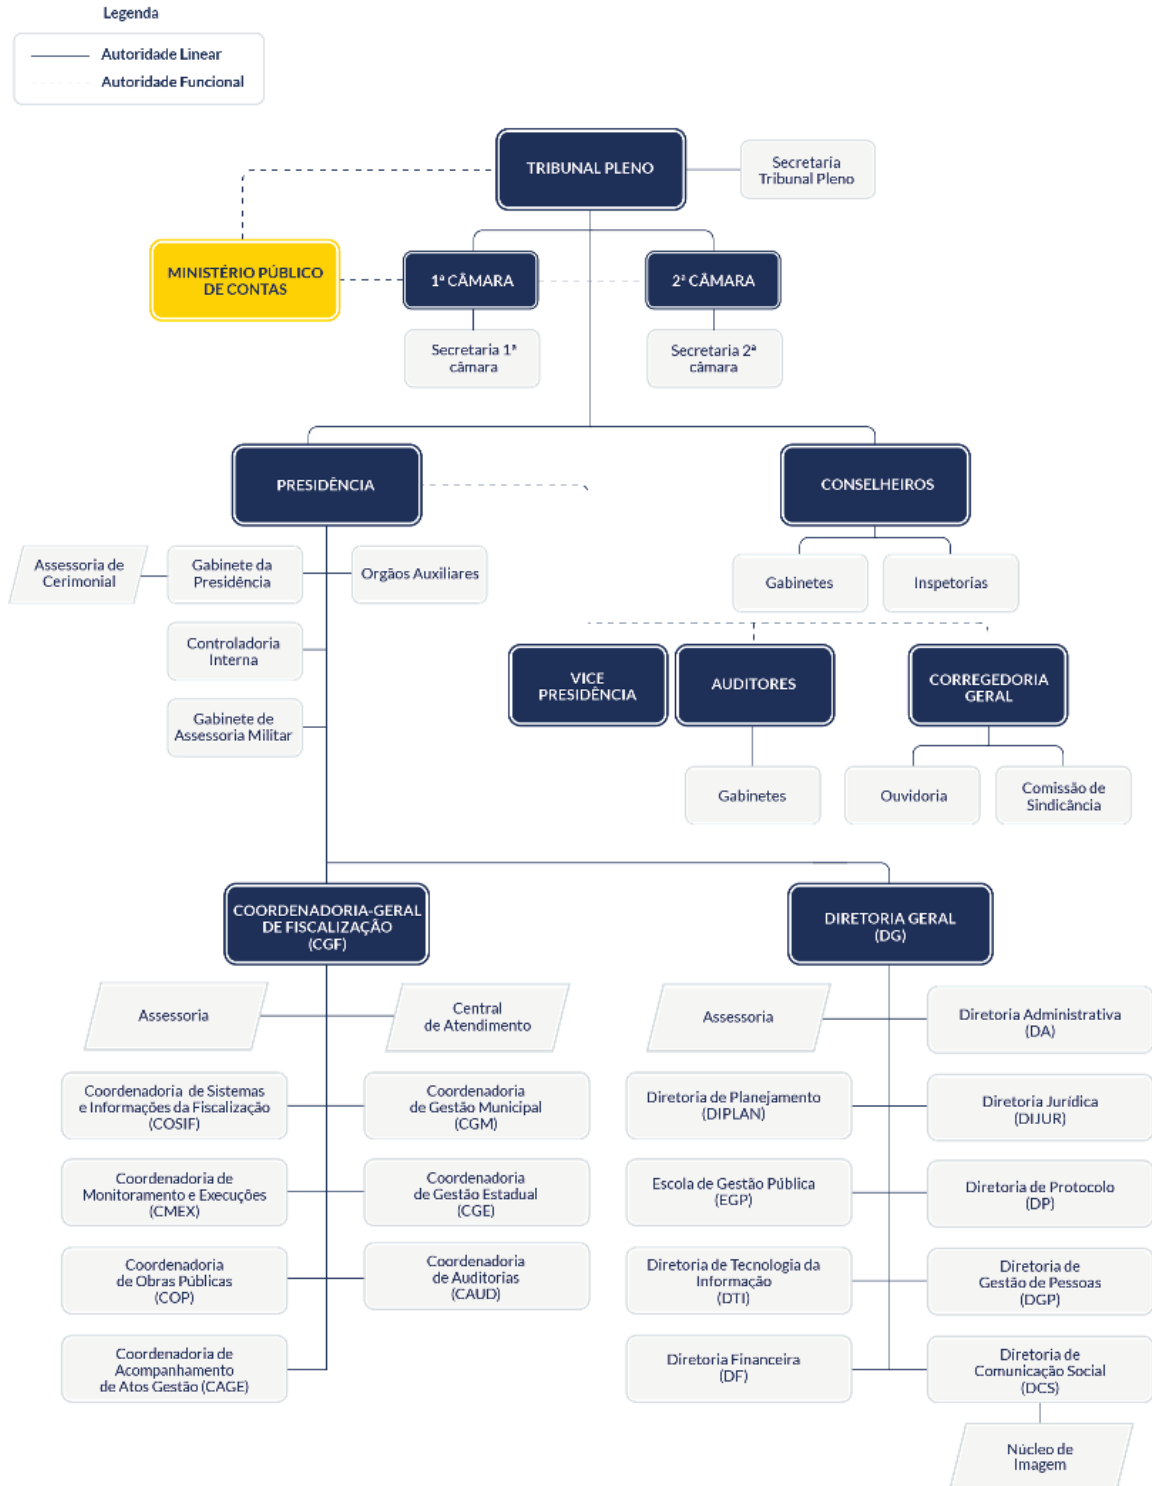 Legenda
Autoridade Linear
Autoridade Funcional
TRIBUNAL PLENO
Secretaria
Tribunal Pleno
MINISTÉRIO PÚBLICO
DE CONTAS
1ª CÂMARA
2ª CÂMARA
Secretaria 1ª
câmara
Secretaria 2ª
câmara
PRESIDÊNCIA
CONSELHEIROS
Assessoria de
Cerimonial
Gabinete da
Presidência
Orgãos Auxiliares
Gabinetes
Inspetorias
Controladoria
Interna
VICE
PRESIDÊNCIA
AUDITORES
CORREGEDORIA
GERAL
Gabinete de
Assessoria Militar
Gabinetes
Ouvidoria
Comissão de
Sindicância
COORDENADORIA-GERAL
DE FISCALIZAÇÃO
(CGF)
DIRETORIA GERAL
(DG)
Assessoria
Central
de Atendimento
Assessoria
Diretoria Administrativa
(DA)
Coordenadoria de Sistemas
e Informações da Fiscalização
(COSIF)
Coordenadoria
de Gestão Municipal
(CGM)
Diretoria de Planejamento
(DIPLAN)
Diretoria Jurídica
(DIJUR)
Coordenadoria de
Monitoramento e Execuções
(CMEX)
Coordenadoria
de Gestão Estadual
(CGE)
Escola de Gestão Pública
(EGP)
Diretoria de Protocolo
(DP)
Coordenadoria
de Obras Públicas
(COP)
Coordenadoria
de Auditorias
(CAUD)
Diretoria de Tecnologia da
Informação
(DTI)
Diretoria de
Gestão de Pessoas
(DGP)
Coordenadoria de
Acompanhamento
de Atos Gestão (CAGE)
Diretoria Financeira
(DF)
Diretoria de
Comunicação Social
(DCS)
Núcleo de
Imagem